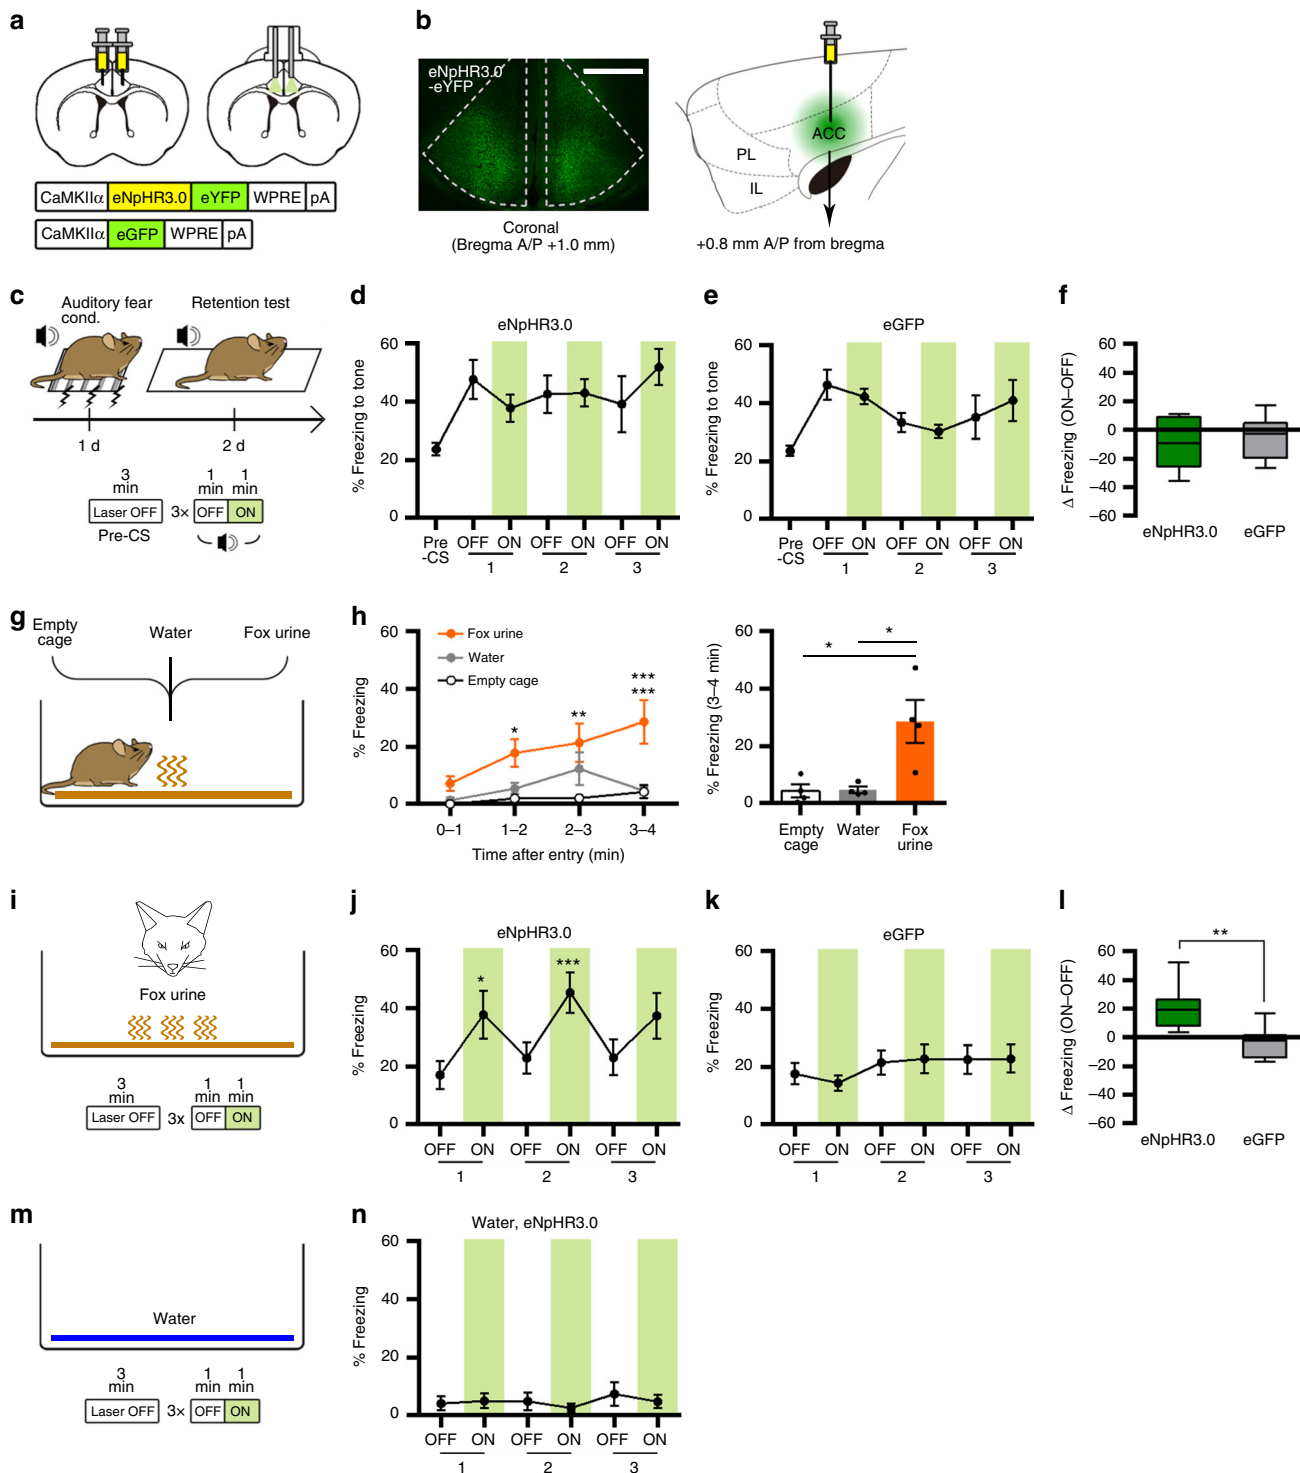 a
CaMKIIα eNpHR3.0 eYFP WPRE pA
CaMKIIα eGFP WPRE pA
b
eNpHR3.0
-eYFP
Coronal
(Bregma A/P +1.0 mm)
ACC
PL
IL
+0.8 mm A/P from bregma
c
Auditory fear
cond.
Retention test
1 d
2 d
3
min
1
min
1
min
Laser OFF 3× OFF ON
Pre-CS
d
eNpHR3.0
% Freezing to tone
60
40
20
0
Pre
-CS
OFF ON OFF ON OFF ON
1 2 3
e
eGFP
% Freezing to tone
60
40
20
0
Pre
-CS
OFF ON OFF ON OFF ON
1 2 3
f
Δ Freezing (ON–OFF)
60
40
20
0
–20
–40
–60
eNpHR3.0 eGFP
g
Empty
cage
Water
Fox urine
h
% Freezing
60
40
20
0
Fox urine
Water
Empty cage
*
**
***
***
0–1 1–2 2–3 3–4
Time after entry (min)
% Freezing (3–4 min)
60
40
20
0
*
*
Empty
cage
Water
Fox
urine
i
Fox urine
3
min
1
min
1
min
Laser OFF 3x OFF ON
j
eNpHR3.0
% Freezing
60
40
20
0
*
***
OFF ON OFF ON OFF ON
1 2 3
k
eGFP
% Freezing
60
40
20
0
OFF ON OFF ON OFF ON
1 2 3
l
Δ Freezing (ON–OFF)
60
40
20
0
–20
–40
–60
**
eNpHR3.0 eGFP
m
Water
3
min
1
min
1
min
Laser OFF 3× OFF ON
n
Water, eNpHR3.0
% Freezing
60
40
20
0
OFF ON OFF ON OFF ON
1 2 3